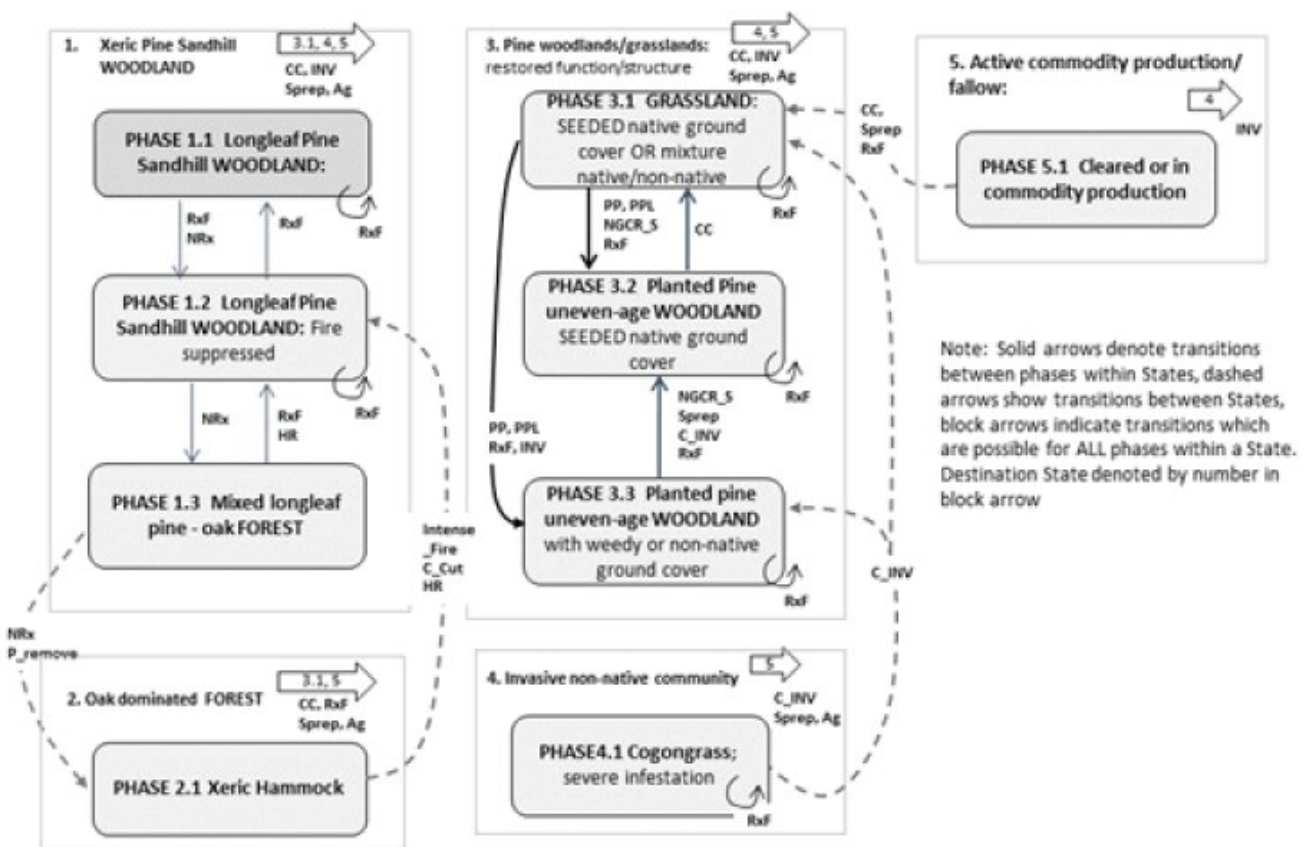 1. Xeric Pine Sandhill
WOODLAND
3.1, 4, 5
CC, INV
Sprep, Ag
PHASE 1.1 Longleaf Pine
Sandhill WOODLAND:
RxF
RxF
NRx
RxF
PHASE 1.2 Longleaf Pine
Sandhill WOODLAND: Fire
suppressed
RxF
NRx
RxF
HR
PHASE 1.3 Mixed longleaf
pine - oak FOREST
NRx
P_remove
Intense
_Fire
C_Cut
HR
2. Oak dominated FOREST
3.1, 5
CC, RxF
Sprep, Ag
PHASE 2.1 Xeric Hammock
3. Pine woodlands/grasslands:
restored function/structure
4, 5
CC, INV
Sprep, Ag
PHASE 3.1 GRASSLAND:
SEEDED native ground
cover OR mixture
native/non-native
RxF
PP, PPL
NGCR_S
RxF
CC
PHASE 3.2 Planted Pine
uneven-age WOODLAND
SEEDED native ground
cover
RxF
NGCR_S
Sprep
C_INV
RxF
PP, PPL
RxF, INV
PHASE 3.3 Planted pine
uneven-age WOODLAND
with weedy or non-native
ground cover
RxF
C_INV
4. Invasive non-native community
5
C_INV
Sprep, Ag
PHASE4.1 Cogongrass;
severe infestation
RxF
CC,
Sprep
RxF
5. Active commodity production/
fallow:
4
INV
PHASE 5.1 Cleared or in
commodity production
Note: Solid arrows denote transitions
between phases within States, dashed
arrows show transitions between States,
block arrows indicate transitions which
are possible for ALL phases within a State.
Destination State denoted by number in
block arrow